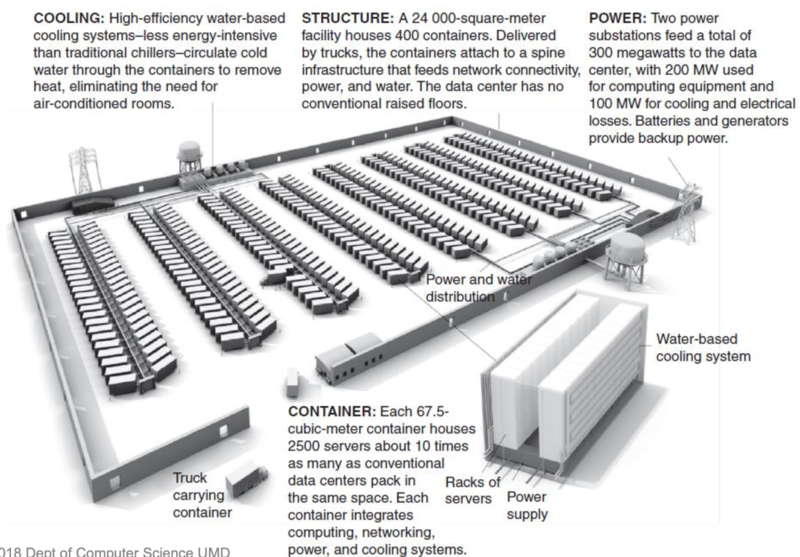 COOLING: High-efficiency water-based
cooling systems–less energy-intensive
than traditional chillers–circulate cold
water through the containers to remove
heat, eliminating the need for
air-conditioned rooms.
STRUCTURE: A 24 000-square-meter
facility houses 400 containers. Delivered
by trucks, the containers attach to a spine
infrastructure that feeds network connectivity,
power, and water. The data center has no
conventional raised floors.
POWER: Two power
substations feed a total of
300 megawatts to the data
center, with 200 MW used
for computing equipment and
100 MW for cooling and electrical
losses. Batteries and generators
provide backup power.
Power and water
distribution
Water-based
cooling system
CONTAINER: Each 67.5-
cubic-meter container houses
2500 servers about 10 times
as many as conventional
data centers pack in
the same space. Each
container integrates
computing, networking,
power, and cooling systems.
Truck
carrying
container
Racks of
servers
Power
supply
018 Dept of Computer Science UMD